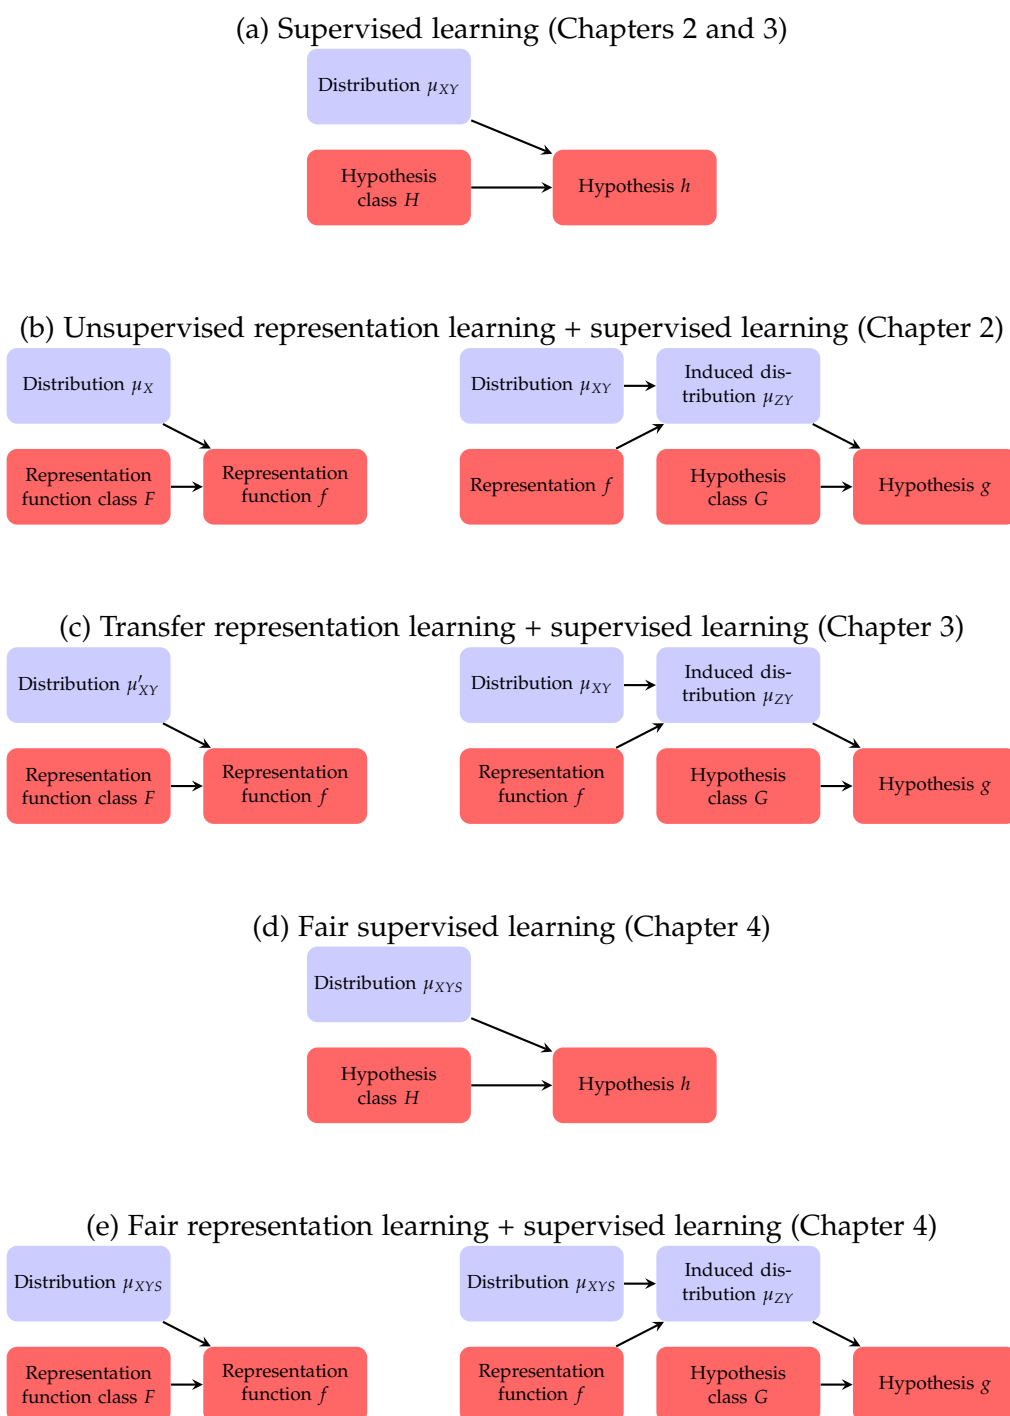 (a) Supervised learning (Chapters 2 and 3)
Distribution μXY
Hypothesis
class H
Hypothesis h
(b) Unsupervised representation learning + supervised learning (Chapter 2)
Distribution μX
Representation
function class F
Representation
function f
Distribution μXY
Induced dis-
tribution μZY
Representation f
Hypothesis
class G
Hypothesis g
(c) Transfer representation learning + supervised learning (Chapter 3)
Distribution μ′XY
Representation
function class F
Representation
function f
Distribution μXY
Induced dis-
tribution μZY
Representation
function f
Hypothesis
class G
Hypothesis g
(d) Fair supervised learning (Chapter 4)
Distribution μXYS
Hypothesis
class H
Hypothesis h
(e) Fair representation learning + supervised learning (Chapter 4)
Distribution μXYS
Representation
function class F
Representation
function f
Distribution μXYS
Induced dis-
tribution μZY
Representation
function f
Hypothesis
class G
Hypothesis g